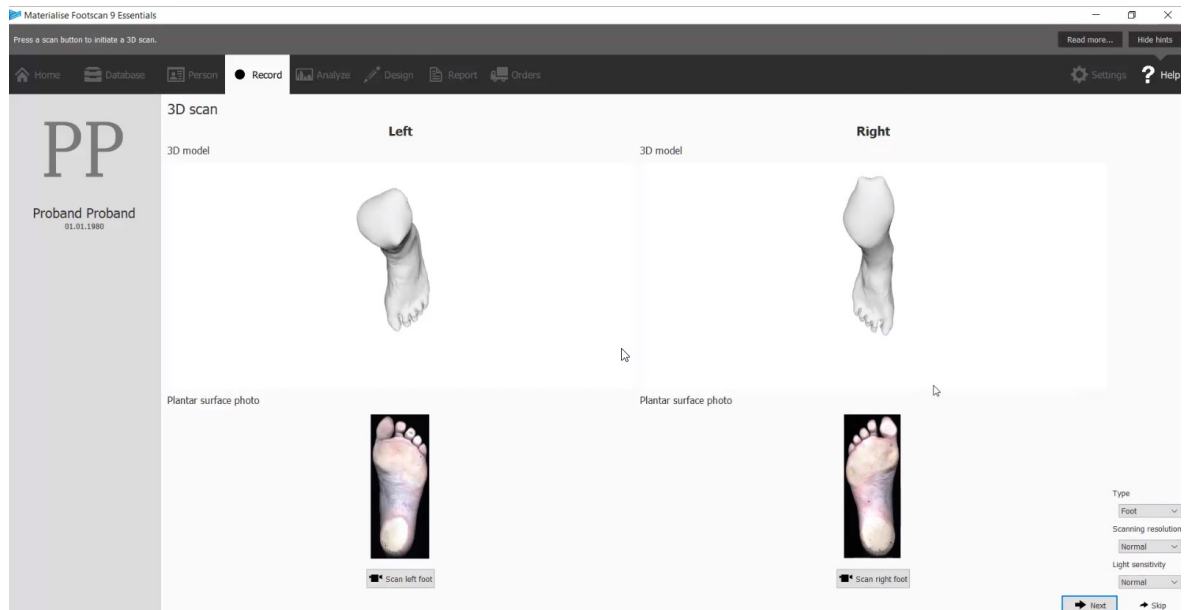 Materialise Footscan 9 Essentials
Press a scan button to initiate a 3D scan.
Read more...
Hide hints
Home
Database
Person
Record
Analyze
Design
Report
Orders
Settings
? Help
PP
Proband Proband
01.01.1980
3D scan
Left
Right
3D model
3D model
Plantar surface photo
Plantar surface photo
Scan left foot
Scan right foot
Type
Foot
Scanning resolution
Normal
Light sensitivity
Normal
Next
Skip